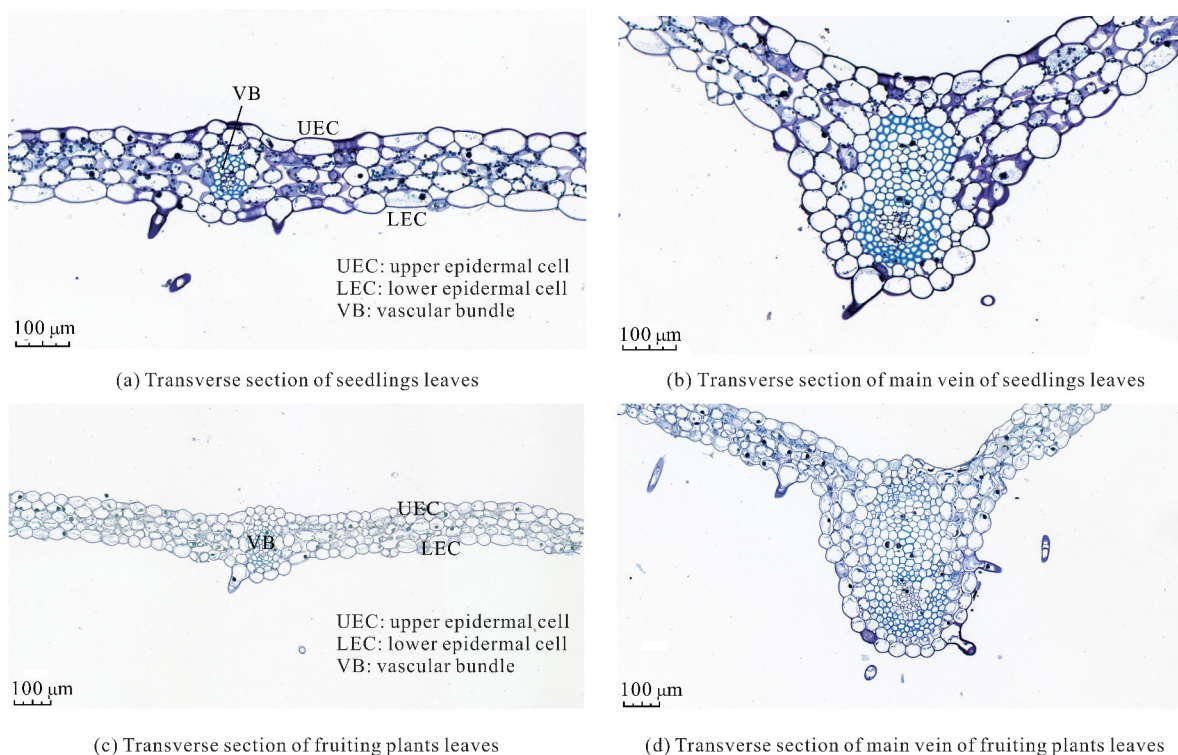 VB
UEC
LEC
UEC: upper epidermal cell
LEC: lower epidermal cell
VB: vascular bundle
100 μm
100 μm
(a) Transverse section of seedlings leaves
(b) Transverse section of main vein of seedlings leaves
UEC
VB
LEC
UEC: upper epidermal cell
LEC: lower epidermal cell
VB: vascular bundle
100 μm
100 μm
(c) Transverse section of fruiting plants leaves
(d) Transverse section of main vein of fruiting plants leaves